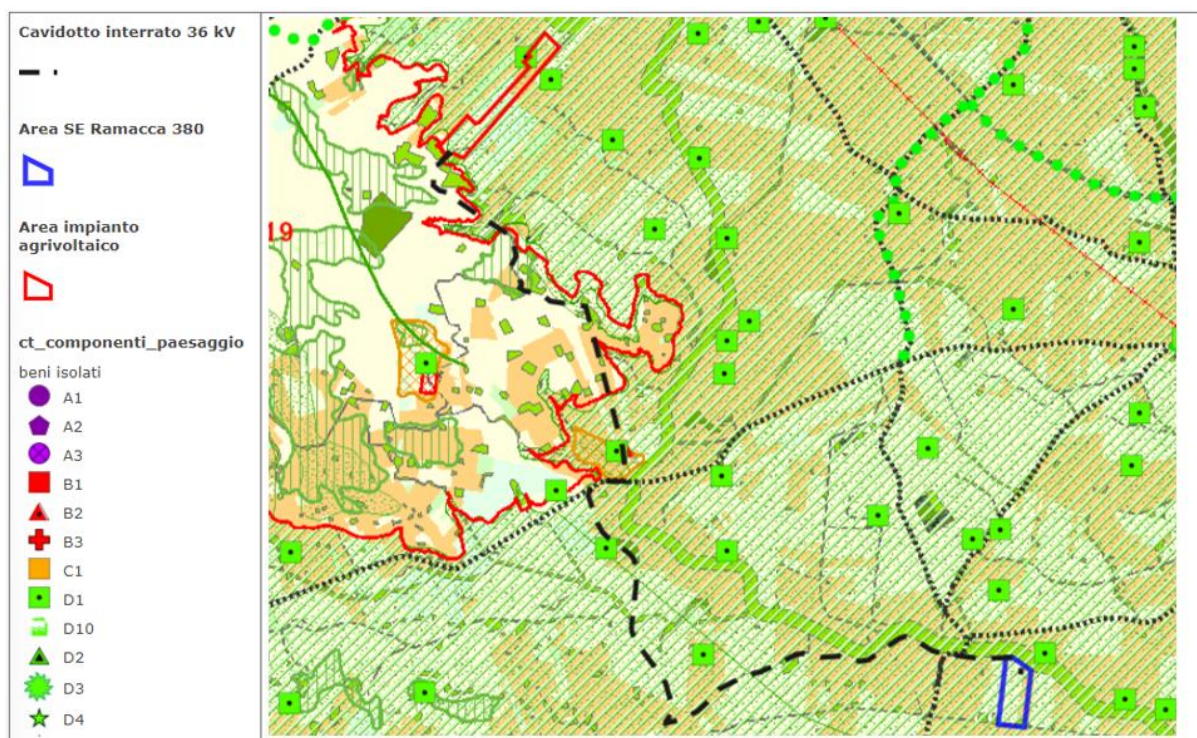 Cavidotto interrato 36 kV
Area SE Ramacca 380
Area impianto
agrivoltaico
ct_componenti_paesaggio
beni isolati
A1
A2
A3
B1
B2
B3
C1
D1
D10
D2
D3
D4
19